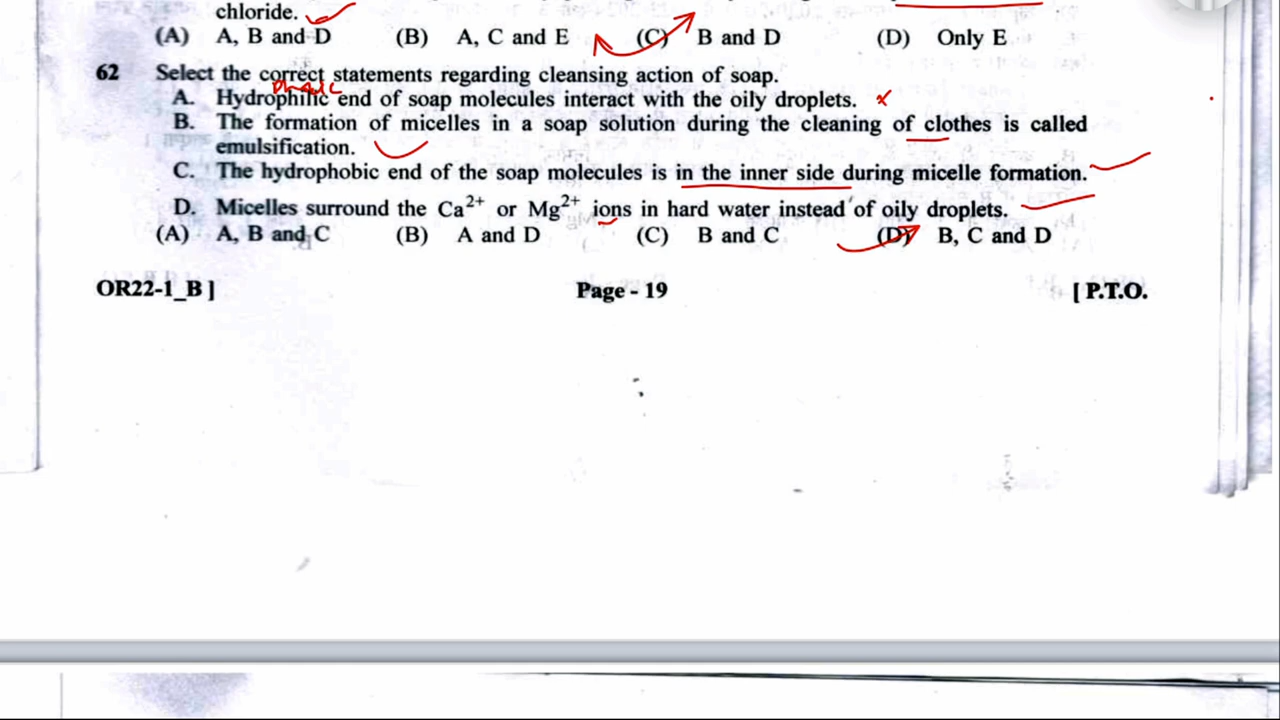 chloride.
(A) A, B and D (B) A, C and E (C) B and D (D) Only E
62 Select the correct statements regarding cleansing action of soap.
phobic
A. Hydrophilic end of soap molecules interact with the oily droplets. x
B. The formation of micelles in a soap solution during the cleaning of clothes is called
emulsification.
C. The hydrophobic end of the soap molecules is in the inner side during micelle formation.
D. Micelles surround the Ca²⁺ or Mg²⁺ ions in hard water instead of oily droplets.
(A) A, B and C (B) A and D (C) B and C (D) B, C and D
OR22-1_B ] Page - 19 [ P.T.O.